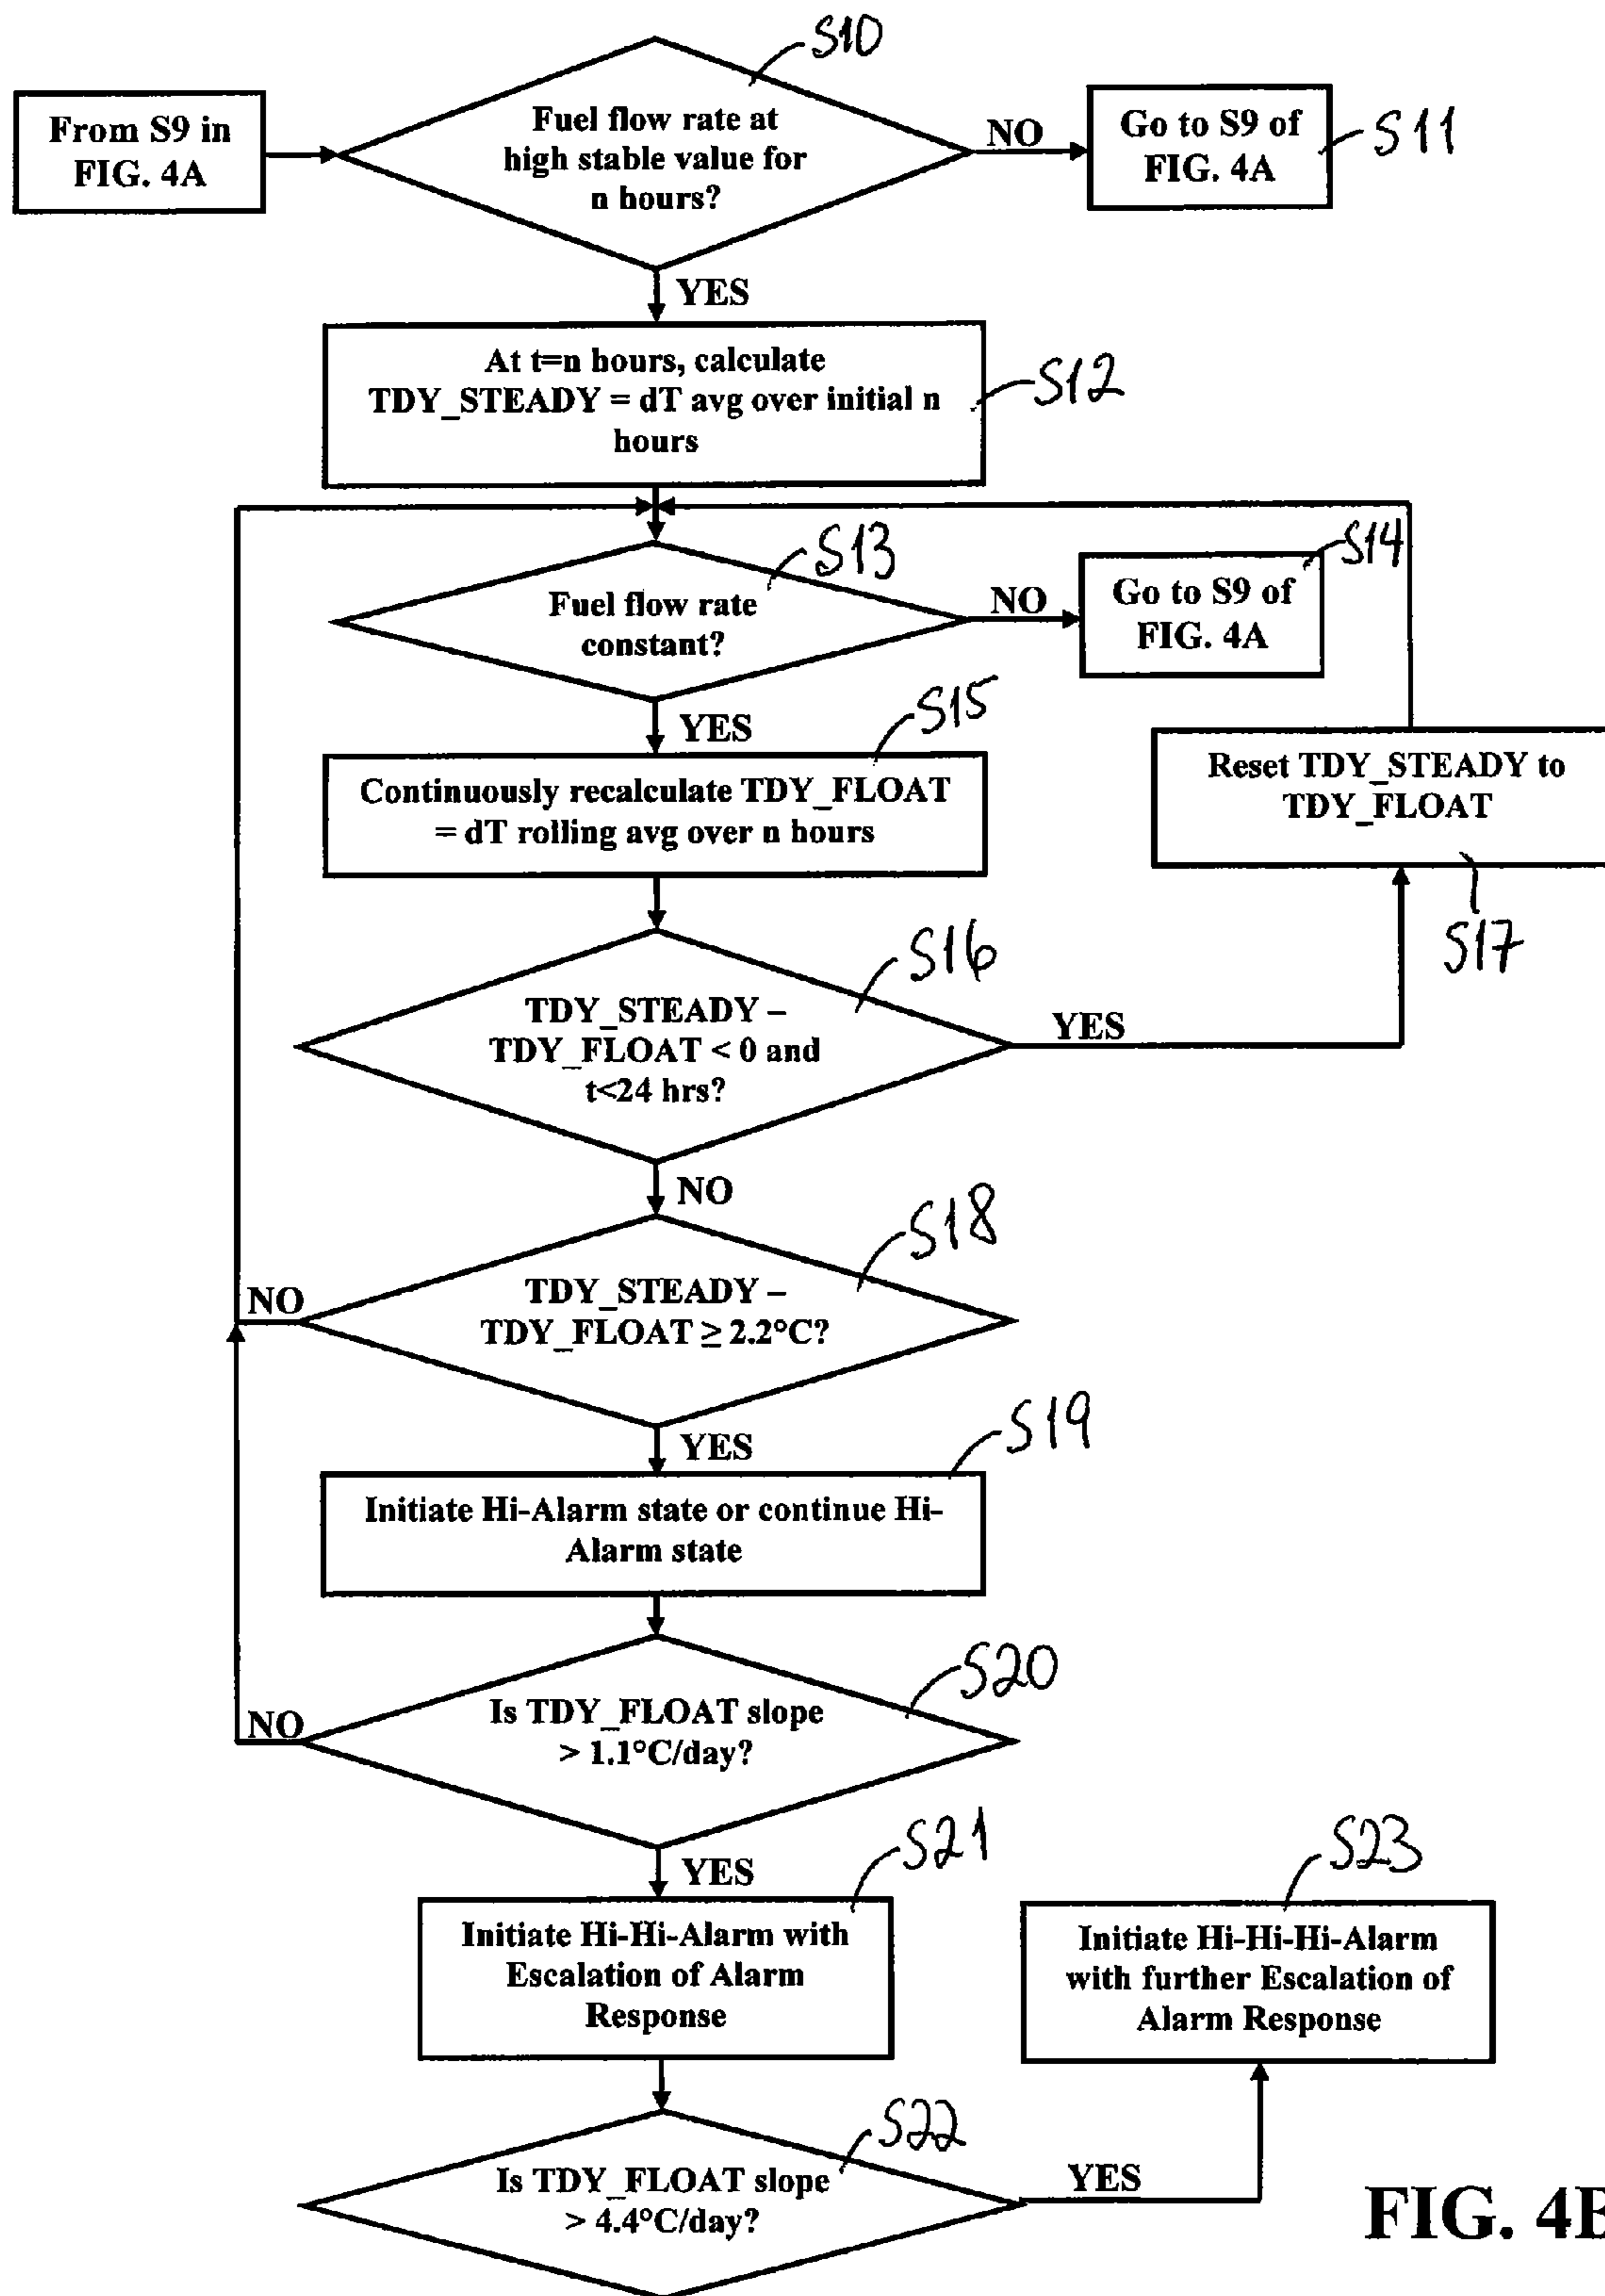 S10
From S9 in
FIG. 4A
Fuel flow rate at
high stable value for
n hours?
NO
Go to S9 of
FIG. 4A
S11
YES
At t=n hours, calculate
TDY_STEADY = dT avg over initial n
hours
S12
S13
Fuel flow rate
constant?
NO
Go to S9 of
FIG. 4A
S14
YES
S15
Continuously recalculate TDY_FLOAT
= dT rolling avg over n hours
Reset TDY_STEADY to
TDY_FLOAT
S17
S16
TDY_STEADY –
TDY_FLOAT < 0 and
t<24 hrs?
YES
NO
S18
TDY_STEADY –
TDY_FLOAT ≥ 2.2°C?
NO
YES
S19
Initiate Hi-Alarm state or continue Hi-
Alarm state
S20
Is TDY_FLOAT slope
> 1.1°C/day?
NO
YES
S21
Initiate Hi-Hi-Alarm with
Escalation of Alarm
Response
S23
Initiate Hi-Hi-Hi-Alarm
with further Escalation of
Alarm Response
S22
Is TDY_FLOAT slope
> 4.4°C/day?
YES
FIG. 4B